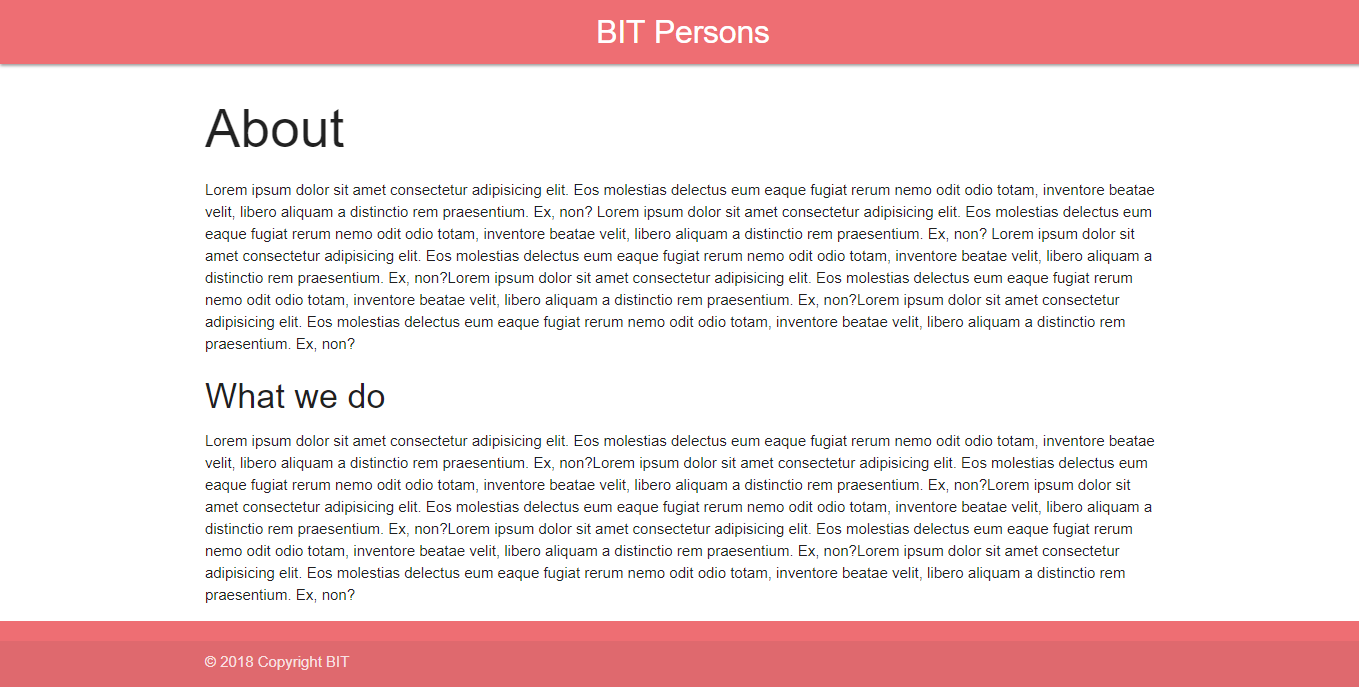 BIT Persons
About
Lorem ipsum dolor sit amet consectetur adipisicing elit. Eos molestias delectus eum eaque fugiat rerum nemo odit odio totam, inventore beatae
velit, libero aliquam a distinctio rem praesentium. Ex, non? Lorem ipsum dolor sit amet consectetur adipisicing elit. Eos molestias delectus eum
eaque fugiat rerum nemo odit odio totam, inventore beatae velit, libero aliquam a distinctio rem praesentium. Ex, non? Lorem ipsum dolor sit
amet consectetur adipisicing elit. Eos molestias delectus eum eaque fugiat rerum nemo odit odio totam, inventore beatae velit, libero aliquam a
distinctio rem praesentium. Ex, non?Lorem ipsum dolor sit amet consectetur adipisicing elit. Eos molestias delectus eum eaque fugiat rerum
nemo odit odio totam, inventore beatae velit, libero aliquam a distinctio rem praesentium. Ex, non?Lorem ipsum dolor sit amet consectetur
adipisicing elit. Eos molestias delectus eum eaque fugiat rerum nemo odit odio totam, inventore beatae velit, libero aliquam a distinctio rem
praesentium. Ex, non?
What we do
Lorem ipsum dolor sit amet consectetur adipisicing elit. Eos molestias delectus eum eaque fugiat rerum nemo odit odio totam, inventore beatae
velit, libero aliquam a distinctio rem praesentium. Ex, non?Lorem ipsum dolor sit amet consectetur adipisicing elit. Eos molestias delectus eum
eaque fugiat rerum nemo odit odio totam, inventore beatae velit, libero aliquam a distinctio rem praesentium. Ex, non?Lorem ipsum dolor sit
amet consectetur adipisicing elit. Eos molestias delectus eum eaque fugiat rerum nemo odit odio totam, inventore beatae velit, libero aliquam a
distinctio rem praesentium. Ex, non?Lorem ipsum dolor sit amet consectetur adipisicing elit. Eos molestias delectus eum eaque fugiat rerum
nemo odit odio totam, inventore beatae velit, libero aliquam a distinctio rem praesentium. Ex, non?Lorem ipsum dolor sit amet consectetur
adipisicing elit. Eos molestias delectus eum eaque fugiat rerum nemo odit odio totam, inventore beatae velit, libero aliquam a distinctio rem
praesentium. Ex, non?
© 2018 Copyright BIT